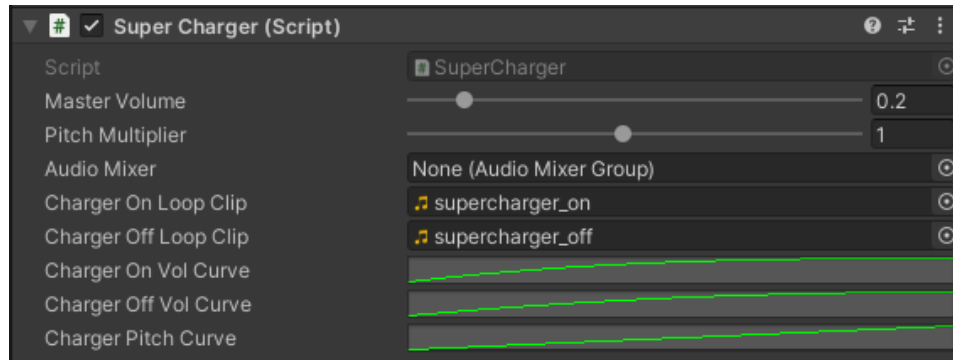 Super Charger (Script)
Script SuperCharger
Master Volume 0.2
Pitch Multiplier 1
Audio Mixer None (Audio Mixer Group)
Charger On Loop Clip supercharger_on
Charger Off Loop Clip supercharger_off
Charger On Vol Curve
Charger Off Vol Curve
Charger Pitch Curve